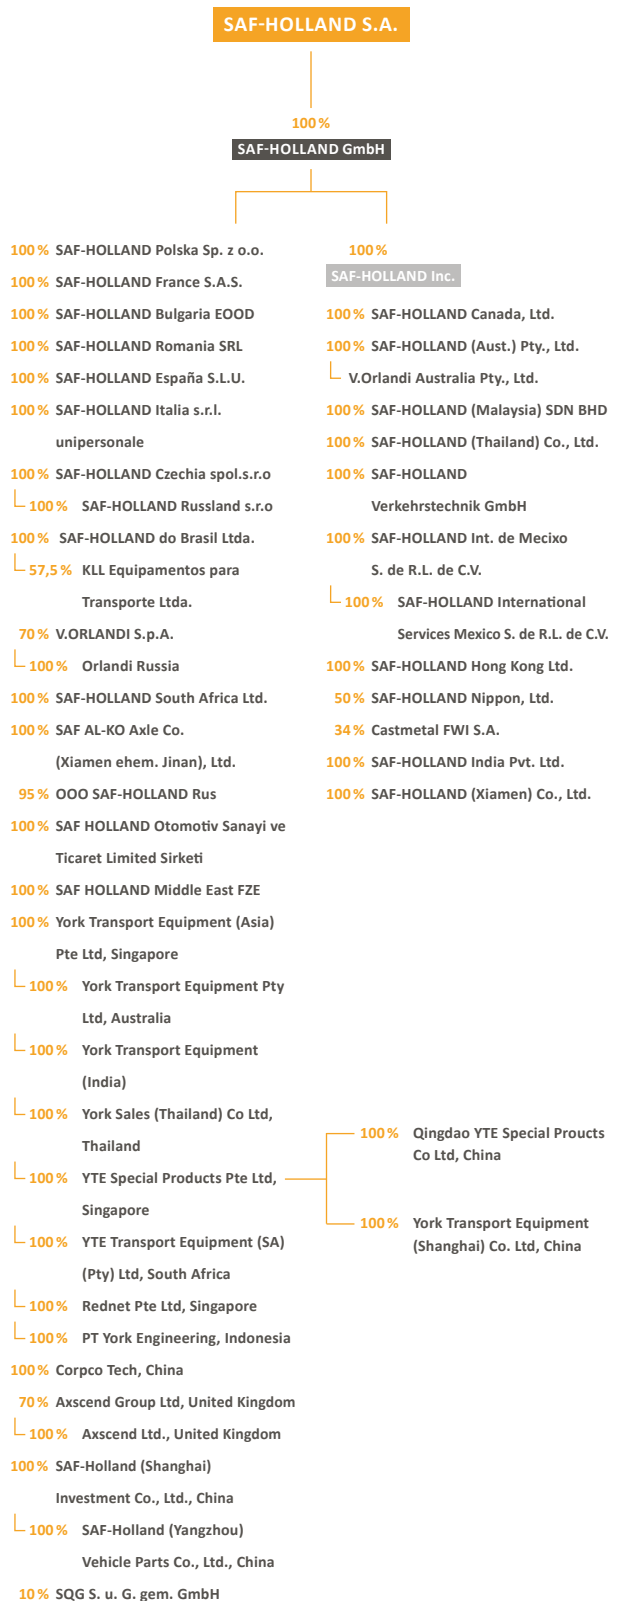 SAF-HOLLAND S.A.
100 %
SAF-HOLLAND GmbH
100 % SAF-HOLLAND Polska Sp. z o.o.
100 % SAF-HOLLAND France S.A.S.
100 % SAF-HOLLAND Bulgaria EOOD
100 % SAF-HOLLAND Romania SRL
100 % SAF-HOLLAND España S.L.U.
100 % SAF-HOLLAND Italia s.r.l.
unipersonale
100 % SAF-HOLLAND Czechia spol.s.r.o
100 % SAF-HOLLAND Russland s.r.o
100 % SAF-HOLLAND do Brasil Ltda.
57,5 % KLL Equipamentos para
Transporte Ltda.
70 % V.ORLANDI S.p.A.
100 % Orlandi Russia
100 % SAF-HOLLAND South Africa Ltd.
100 % SAF AL-KO Axle Co.
(Xiamen ehem. Jinan), Ltd.
95 % OOO SAF-HOLLAND Rus
100 % SAF HOLLAND Otomotiv Sanayi ve
Ticaret Limited Sirketi
100 % SAF HOLLAND Middle East FZE
100 % York Transport Equipment (Asia)
Pte Ltd, Singapore
100 % York Transport Equipment Pty
Ltd, Australia
100 % York Transport Equipment
(India)
100 % York Sales (Thailand) Co Ltd,
Thailand
100 % YTE Special Products Pte Ltd,
Singapore
100 % YTE Transport Equipment (SA)
(Pty) Ltd, South Africa
100 % Rednet Pte Ltd, Singapore
100 % PT York Engineering, Indonesia
100 % Corpco Tech, China
70 % Axscend Group Ltd, United Kingdom
100 % Axscend Ltd., United Kingdom
100 % SAF-Holland (Shanghai)
Investment Co., Ltd., China
100 % SAF-Holland (Yangzhou)
Vehicle Parts Co., Ltd., China
10 % SQG S. u. G. gem. GmbH
100 %
SAF-HOLLAND Inc.
100 % SAF-HOLLAND Canada, Ltd.
100 % SAF-HOLLAND (Aust.) Pty., Ltd.
V.Orlandi Australia Pty., Ltd.
100 % SAF-HOLLAND (Malaysia) SDN BHD
100 % SAF-HOLLAND (Thailand) Co., Ltd.
100 % SAF-HOLLAND
Verkehrstechnik GmbH
100 % SAF-HOLLAND Int. de Mecixo
S. de R.L. de C.V.
100 % SAF-HOLLAND International
Services Mexico S. de R.L. de C.V.
100 % SAF-HOLLAND Hong Kong Ltd.
50 % SAF-HOLLAND Nippon, Ltd.
34 % Castmetal FWI S.A.
100 % SAF-HOLLAND India Pvt. Ltd.
100 % SAF-HOLLAND (Xiamen) Co., Ltd.
100 % Qingdao YTE Special Proucts
Co Ltd, China
100 % York Transport Equipment
(Shanghai) Co. Ltd, China